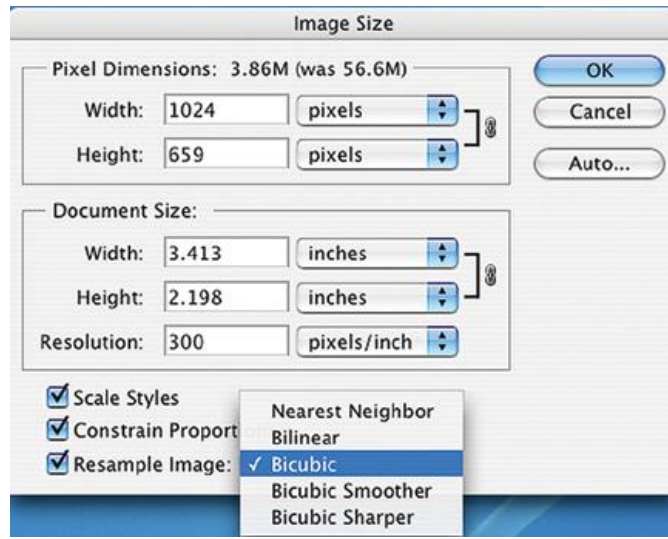 Image Size
Pixel Dimensions: 3.86M (was 56.6M)
Width: 1024 pixels
Height: 659 pixels
OK
Cancel
Auto...
Document Size:
Width: 3.413 inches
Height: 2.198 inches
Resolution: 300 pixels/inch
Scale Styles
Constrain Proport
Resample Image:
Nearest Neighbor
Bilinear
✓ Bicubic
Bicubic Smoother
Bicubic Sharper